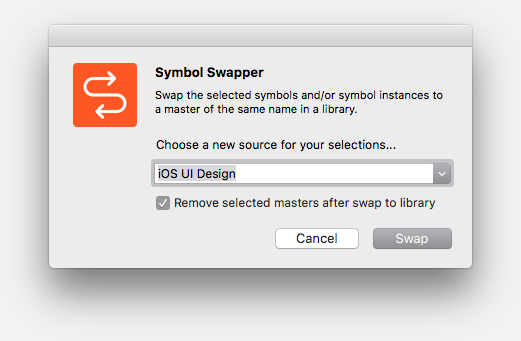 Symbol Swapper
Swap the selected symbols and/or symbol instances to
a master of the same name in a library.
Choose a new source for your selections...
iOS UI Design
Remove selected masters after swap to library
Cancel
Swap